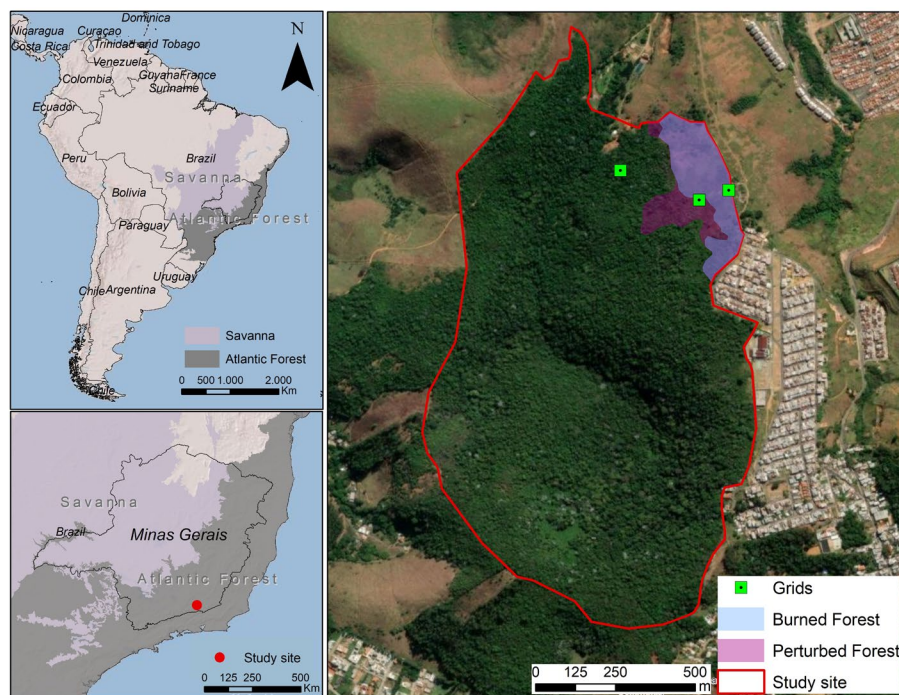 Dominica
Nicaragua
Curaçao
N
Costa Rica
Trinidad and Tobago
Venezuela
Guyana
France
Colombia
Suriname
Ecuador
Peru
Brazil
Savanna
Bolivia
Atlantic Forest
Paraguay
Uruguay
Chile
Argentina
Savanna
Atlantic Forest
0 500 1.000 2.000
Km
Chile
Savanna
Brazil
Minas Gerais
Atlantic Forest
Study site
0 125 250 500
Km
Grids
Burned Forest
Perturbed Forest
Study site
0 125 250 500
m